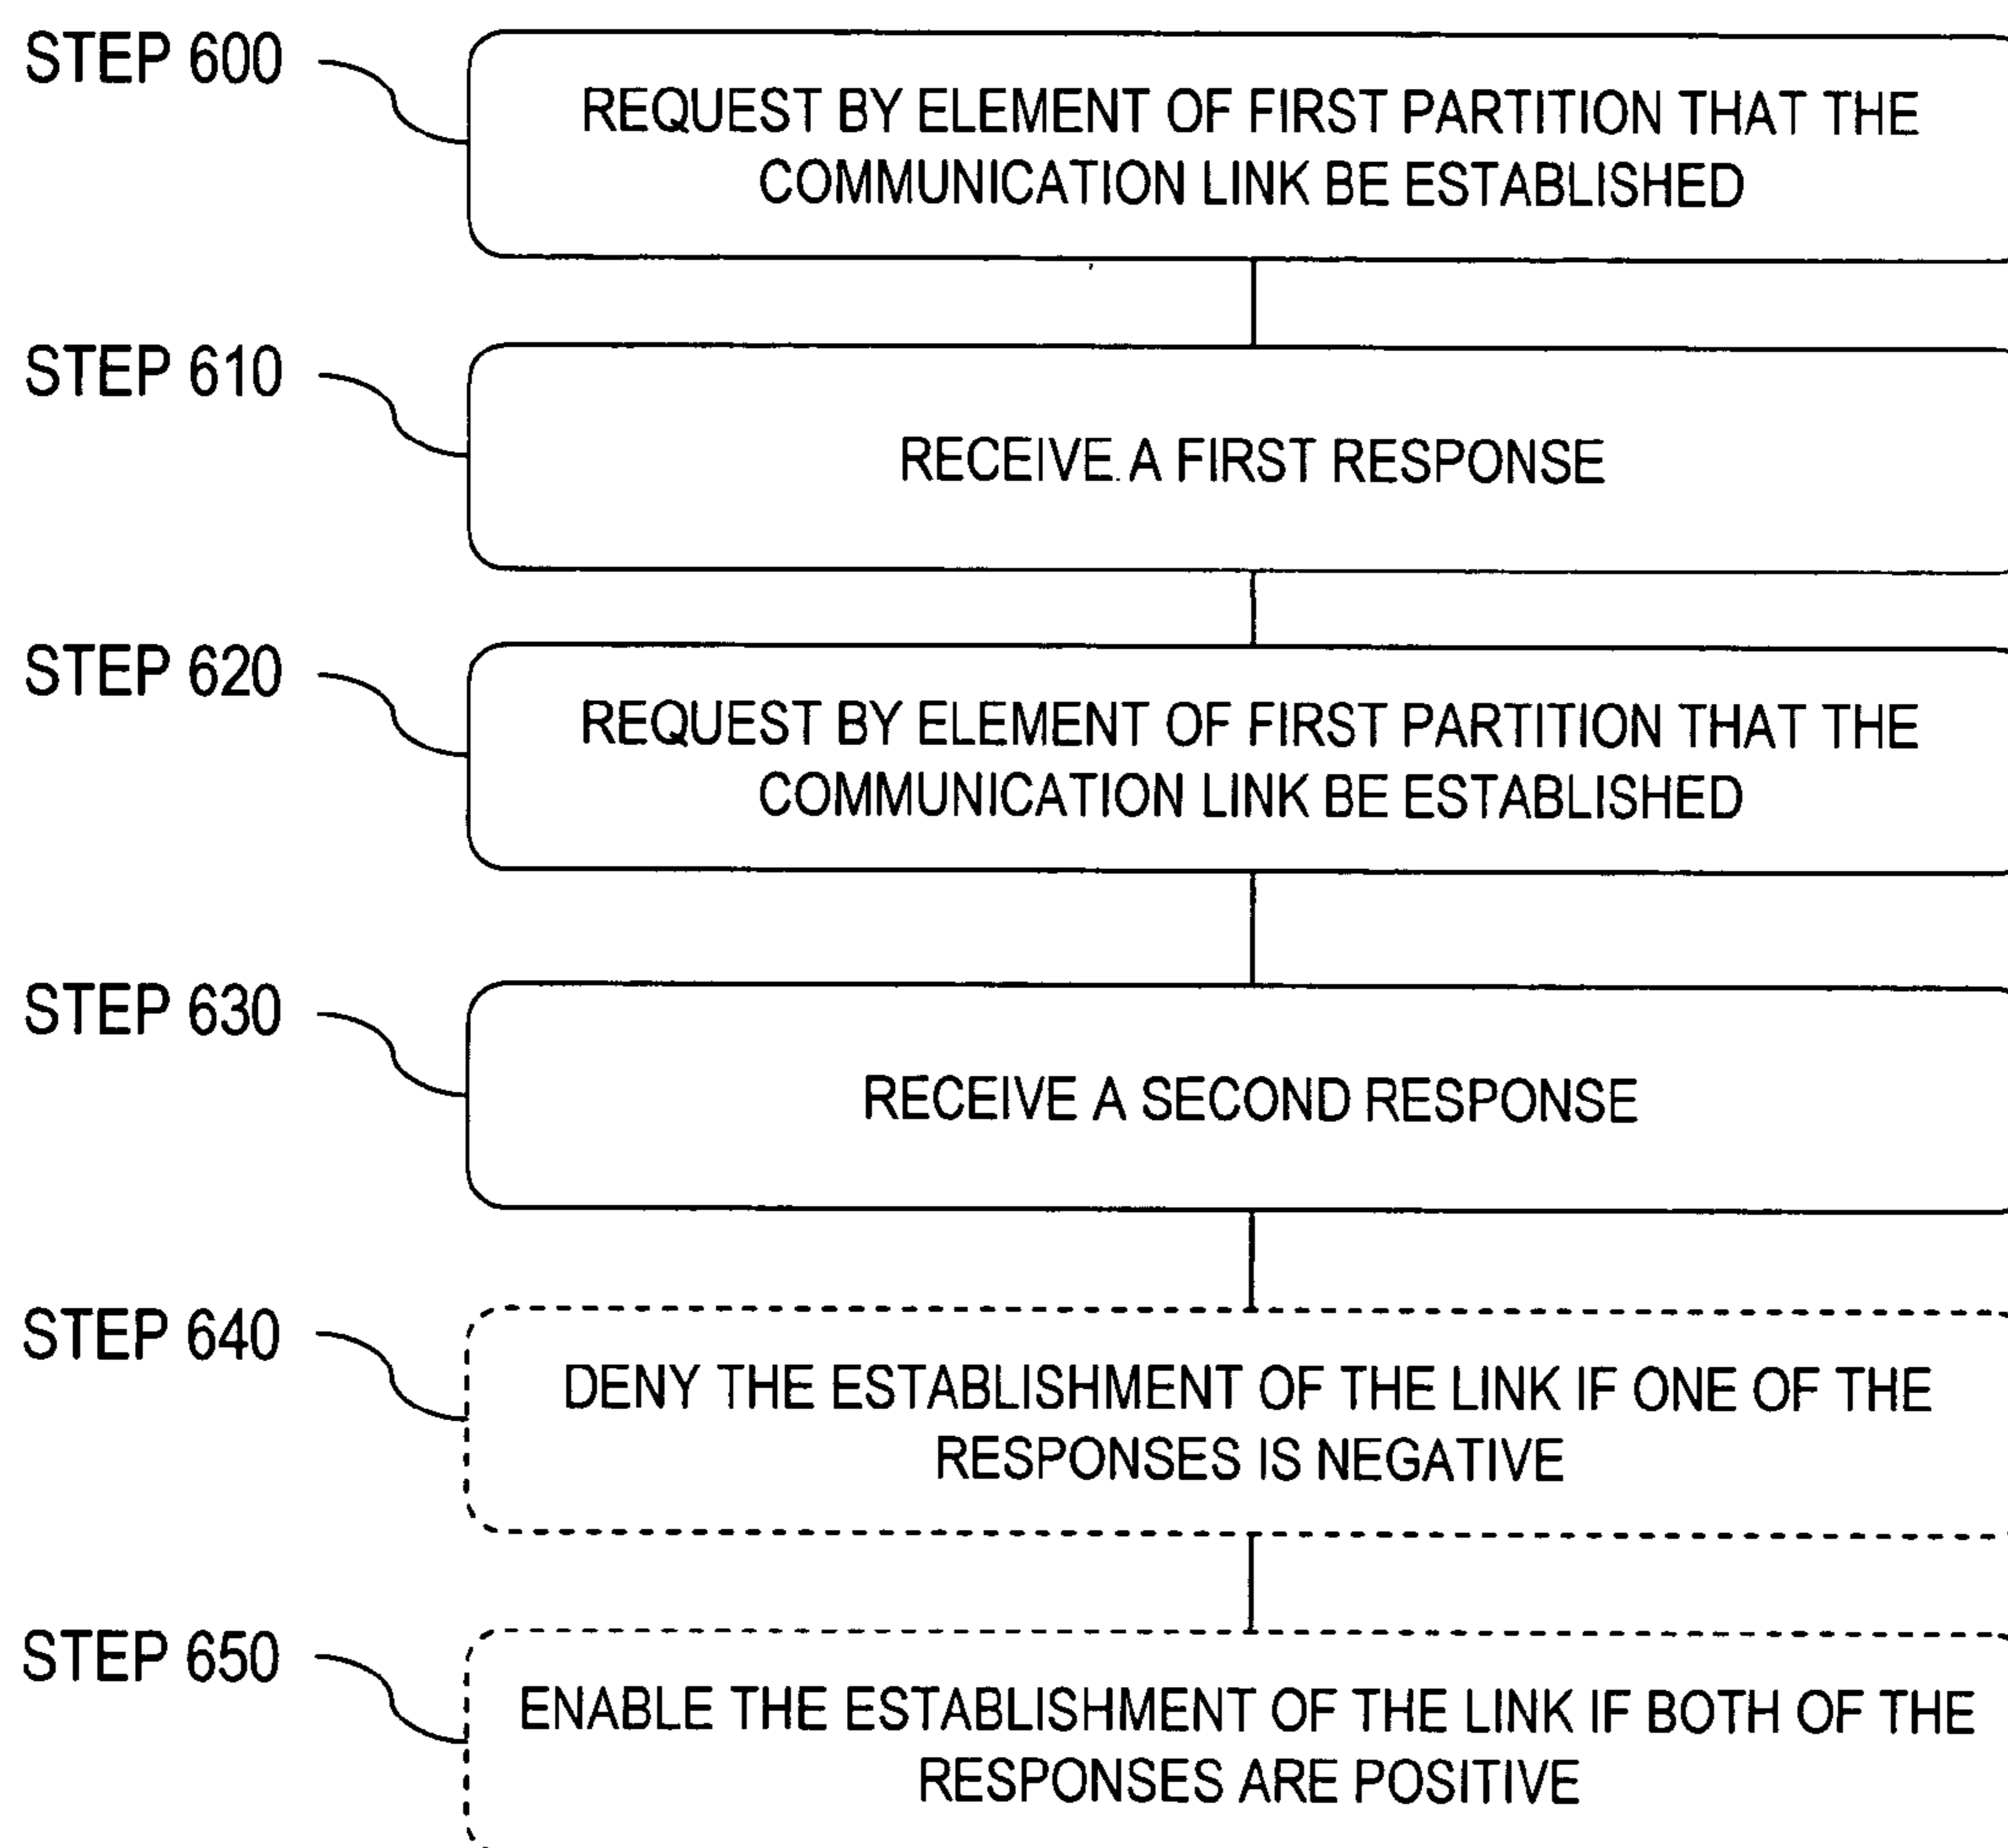 STEP 600
REQUEST BY ELEMENT OF FIRST PARTITION THAT THE
COMMUNICATION LINK BE ESTABLISHED
STEP 610
RECEIVE A FIRST RESPONSE
STEP 620
REQUEST BY ELEMENT OF FIRST PARTITION THAT THE
COMMUNICATION LINK BE ESTABLISHED
STEP 630
RECEIVE A SECOND RESPONSE
STEP 640
DENY THE ESTABLISHMENT OF THE LINK IF ONE OF THE
RESPONSES IS NEGATIVE
STEP 650
ENABLE THE ESTABLISHMENT OF THE LINK IF BOTH OF THE
RESPONSES ARE POSITIVE